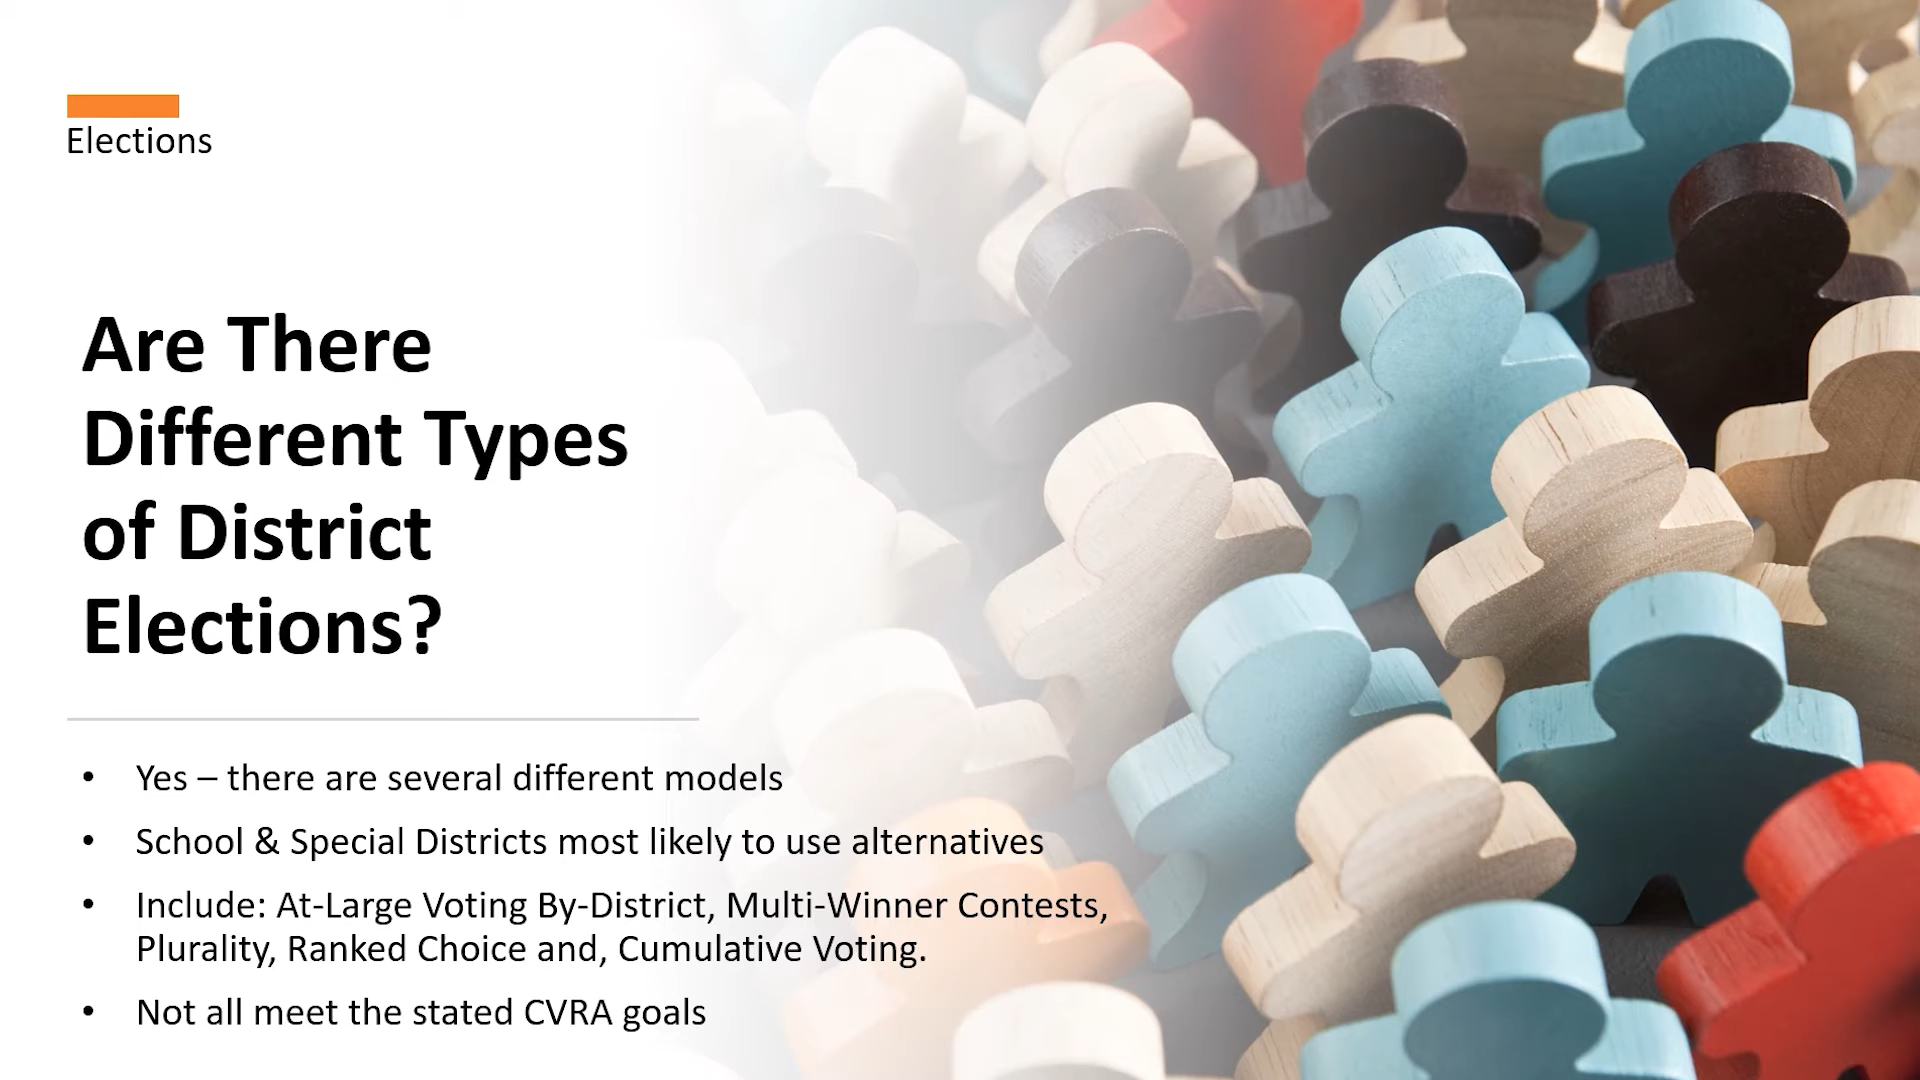 Elections
Are There
Different Types
of District
Elections?
• Yes – there are several different models
• School & Special Districts most likely to use alternatives
• Include: At-Large Voting By-District, Multi-Winner Contests,
Plurality, Ranked Choice and, Cumulative Voting.
• Not all meet the stated CVRA goals